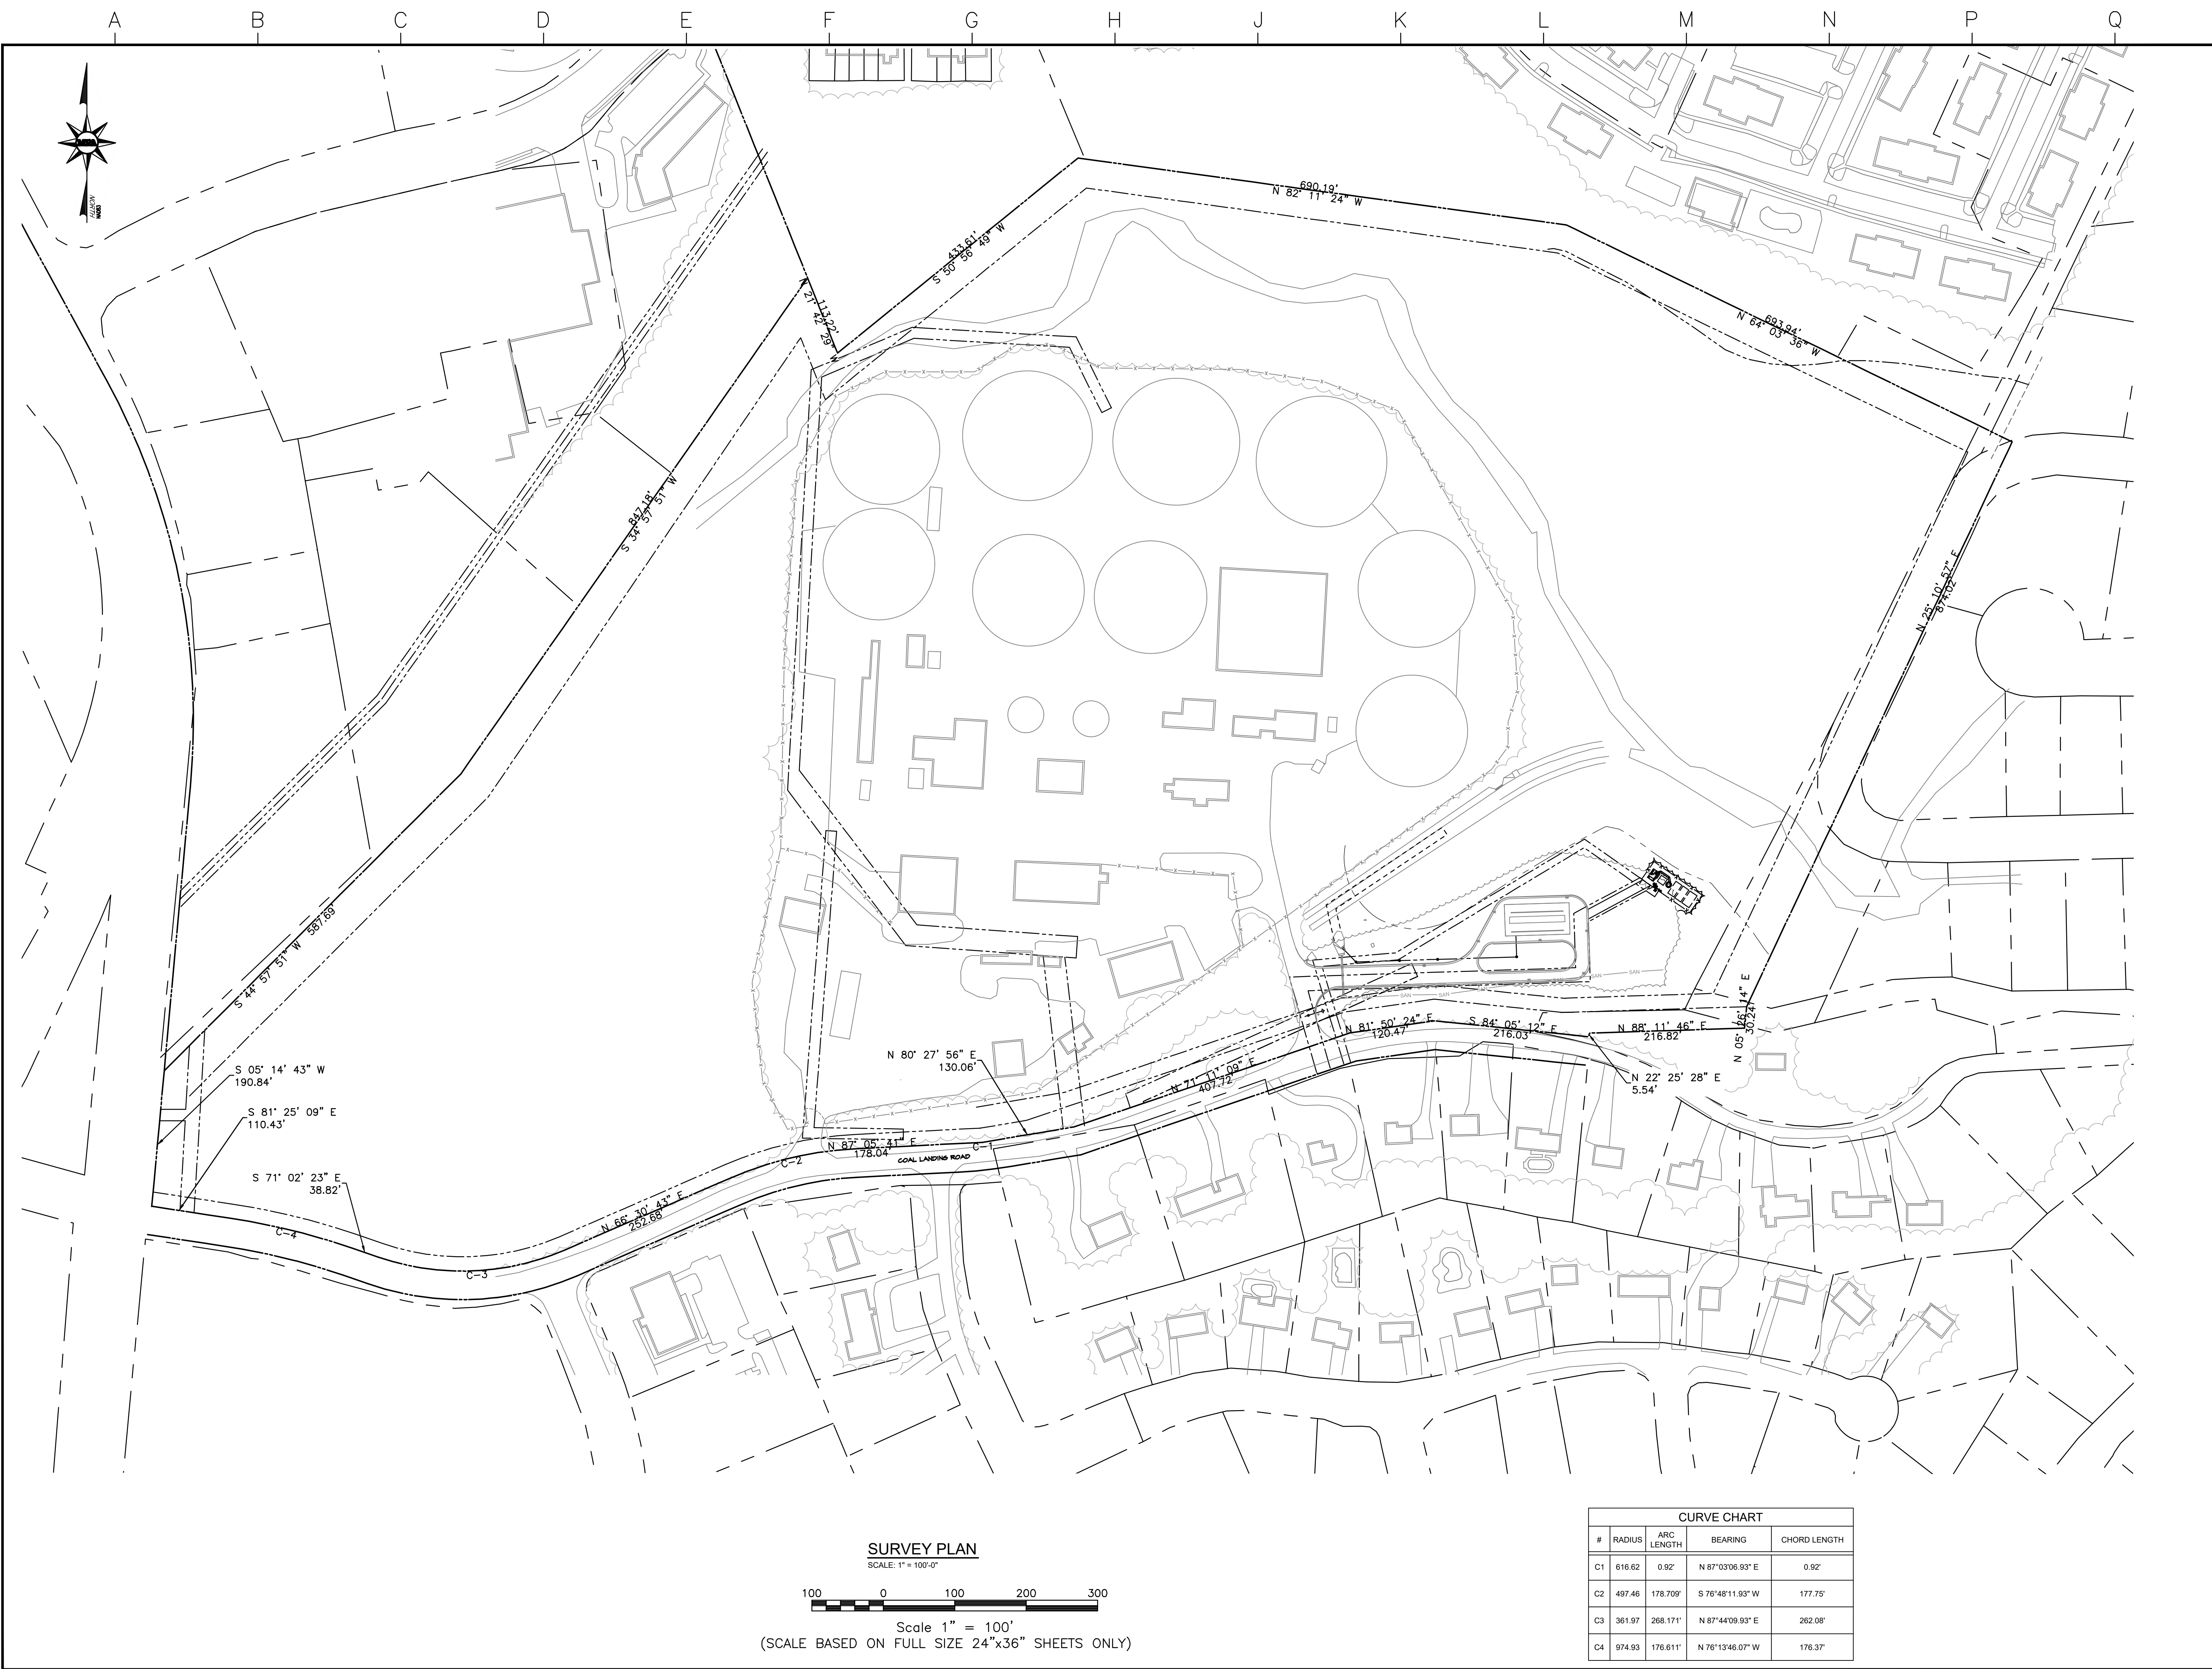 A B C D E F G H J K L M N P Q
NORTH
NAD83
690.19'
N 82° 11' 24" W
433.61'
S 50° 56' 49" W
113.22'
N 21° 42' 29"
693.94'
N 64° 03' 36" W
847.18'
S 34° 57' 51" W
N 25° 10' 57" E
874.02'
S 44° 57' 51" W 587.69'
SAN SAN
SAN SAN SAN SAN
N 05° 26' 14" E
30.24'
N 81° 50' 24" E
120.47'
S 84° 05' 12" E
216.03'
N 88° 11' 46" E
216.82'
N 22° 25' 28" E
5.54'
N 80° 27' 56" E
130.06'
N 71° 11' 09" E
407.72'
S 05° 14' 43" W
190.84'
S 81° 25' 09" E
110.43'
S 71° 02' 23" E
38.82'
N 87° 05' 41" E
178.04'
COAL LANDING ROAD
C-1
C-2
N 66° 30' 43" E
252.68'
C-4
C-3
SURVEY PLAN
SCALE: 1" = 100'-0"
100 0 100 200 300
Scale 1" = 100'
(SCALE BASED ON FULL SIZE 24"x36" SHEETS ONLY)
CURVE CHART
# RADIUS ARC LENGTH BEARING CHORD LENGTH
C1 616.62 0.92' N 87°03'06.93" E 0.92'
C2 497.46 178.709' S 76°48'11.93" W 177.75'
C3 361.97 268.171' N 87°44'09.93" E 262.08'
C4 974.93 176.611' N 76°13'46.07" W 176.37'